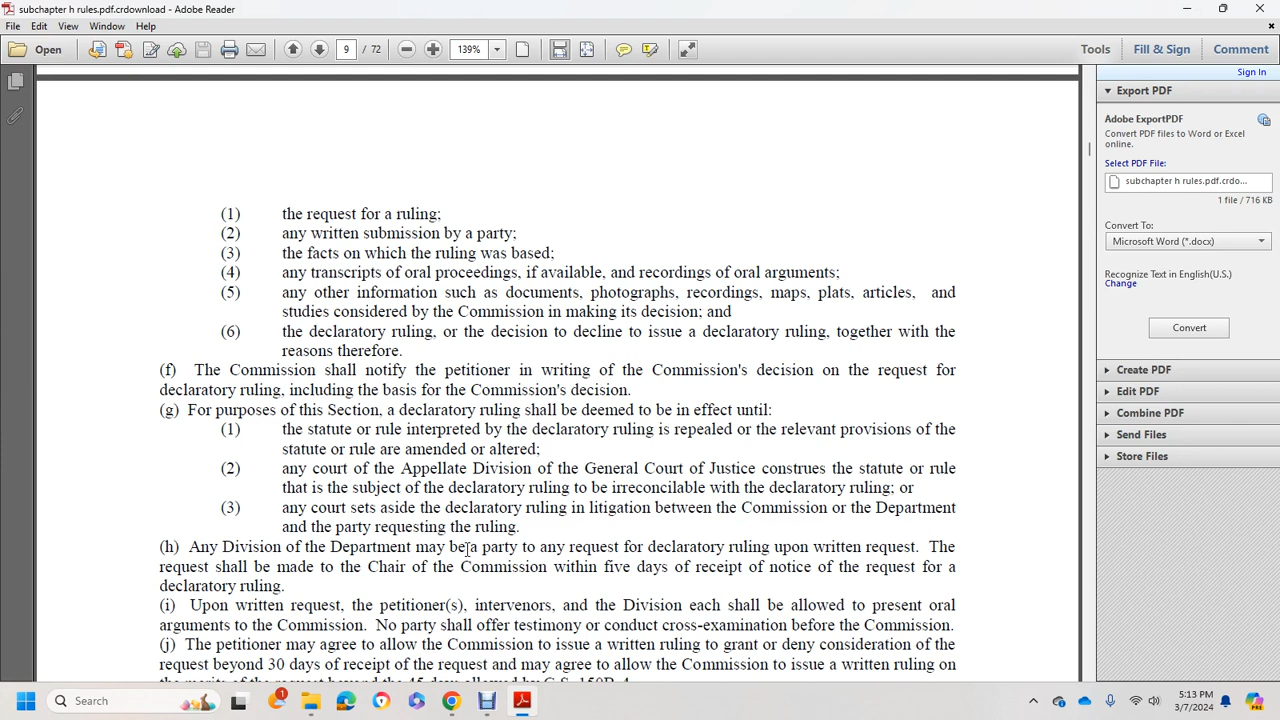 subchapter h rules.pdf.crdownload - Adobe Reader
File Edit View Window Help
Open 9 / 72 139% Tools Fill & Sign Comment
Sign In
Export PDF
Adobe ExportPDF
Convert PDF files to Word or Excel
online.
Select PDF File:
subchapter h rules.pdf.crdo...
1 file / 716 KB
Convert To:
Microsoft Word (*.docx)
Recognize Text in English(U.S.)
Change
Convert
Create PDF
Edit PDF
Combine PDF
Send Files
Store Files
(1) the request for a ruling;
(2) any written submission by a party;
(3) the facts on which the ruling was based;
(4) any transcripts of oral proceedings, if available, and recordings of oral arguments;
(5) any other information such as documents, photographs, recordings, maps, plats, articles, and
studies considered by the Commission in making its decision; and
(6) the declaratory ruling, or the decision to decline to issue a declaratory ruling, together with the
reasons therefore.
(f) The Commission shall notify the petitioner in writing of the Commission's decision on the request for
declaratory ruling, including the basis for the Commission's decision.
(g) For purposes of this Section, a declaratory ruling shall be deemed to be in effect until:
(1) the statute or rule interpreted by the declaratory ruling is repealed or the relevant provisions of the
statute or rule are amended or altered;
(2) any court of the Appellate Division of the General Court of Justice construes the statute or rule
that is the subject of the declaratory ruling to be irreconcilable with the declaratory ruling; or
(3) any court sets aside the declaratory ruling in litigation between the Commission or the Department
and the party requesting the ruling.
(h) Any Division of the Department may be a party to any request for declaratory ruling upon written request. The
request shall be made to the Chair of the Commission within five days of receipt of notice of the request for a
declaratory ruling.
(i) Upon written request, the petitioner(s), intervenors, and the Division each shall be allowed to present oral
arguments to the Commission. No party shall offer testimony or conduct cross-examination before the Commission.
(j) The petitioner may agree to allow the Commission to issue a written ruling to grant or deny consideration of the
request beyond 30 days of receipt of the request and may agree to allow the Commission to issue a written ruling on
the merits of the request beyond the 45 days allowed by G.S. 150B-4.
Search
1
5:13 PM
3/7/2024
PRE